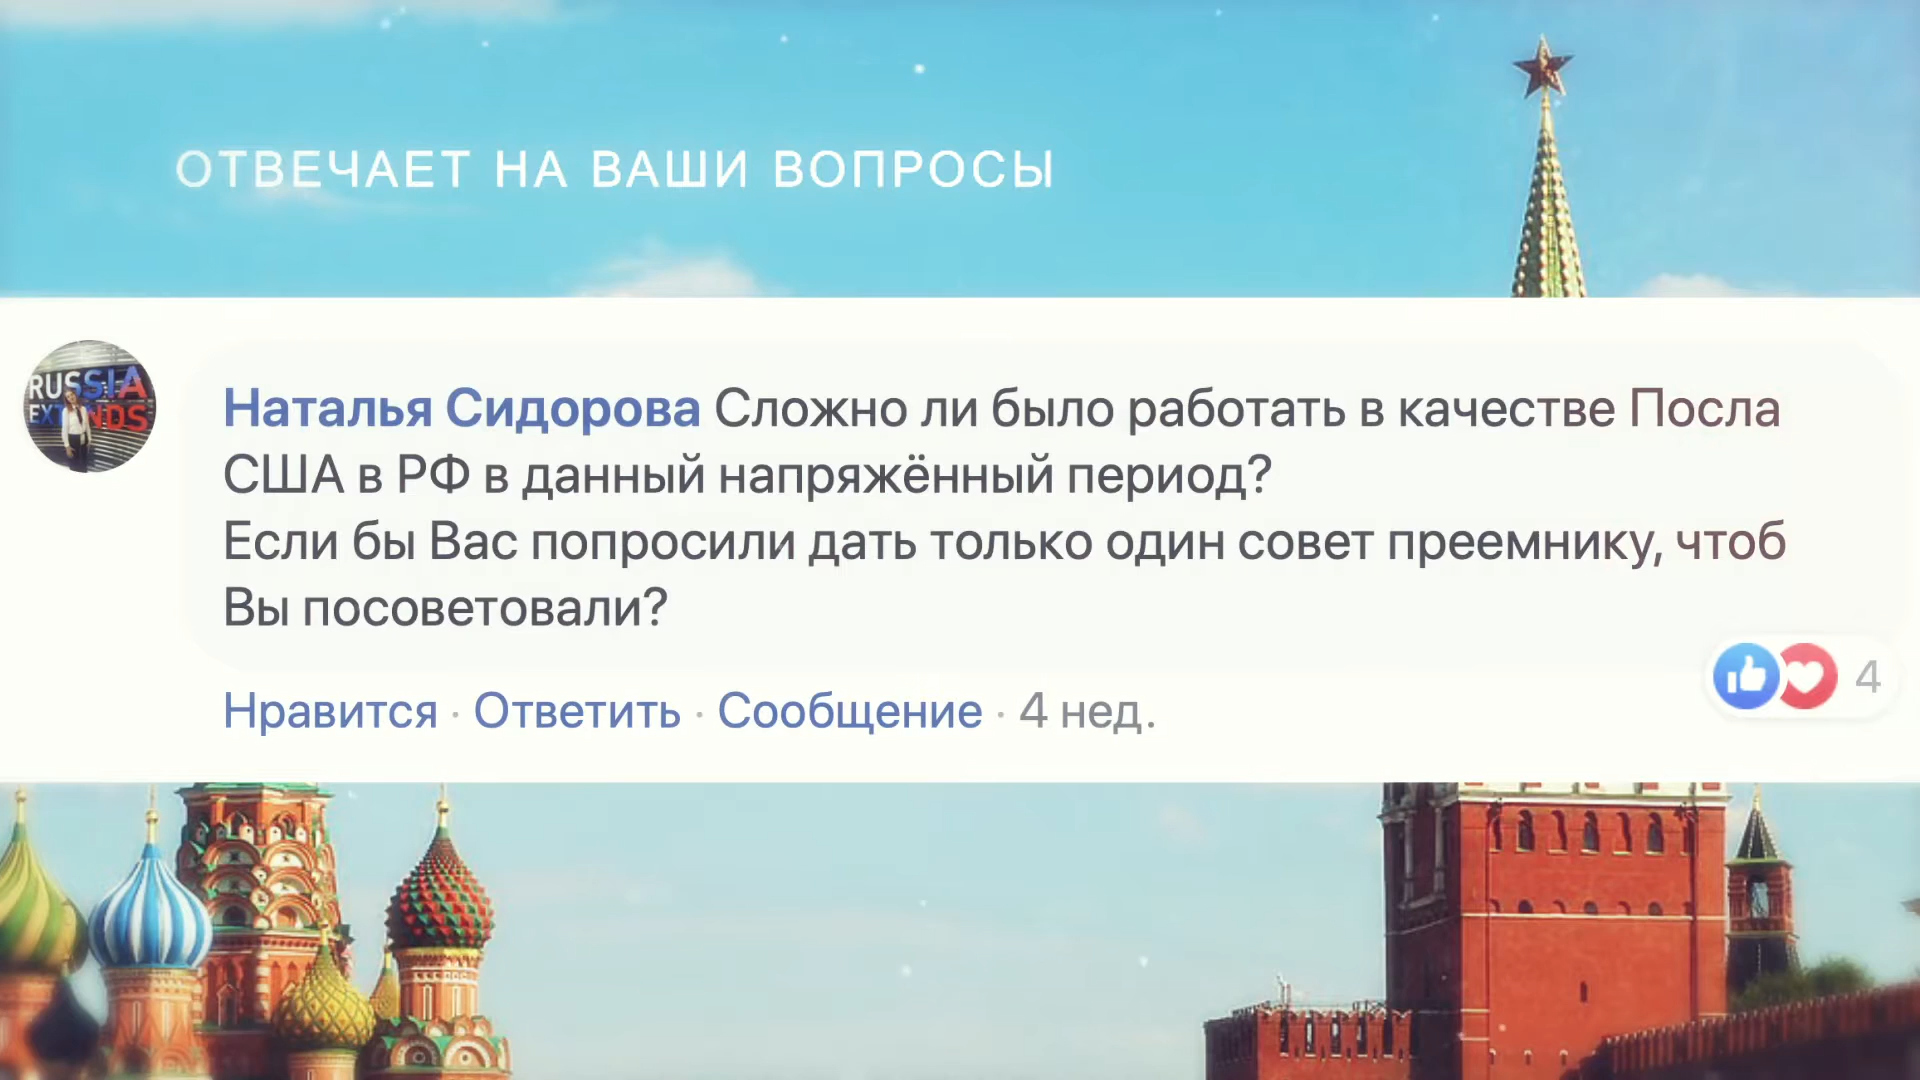 ОТВЕЧАЕТ НА ВАШИ ВОПРОСЫ
RUSSIA
Наталья Сидорова Сложно ли было работать в качестве Посла
США в РФ в данный напряжённый период?
Если бы Вас попросили дать только один совет преемнику, чтоб
Вы посоветовали?
4
Нравится · Ответить · Сообщение · 4 нед.